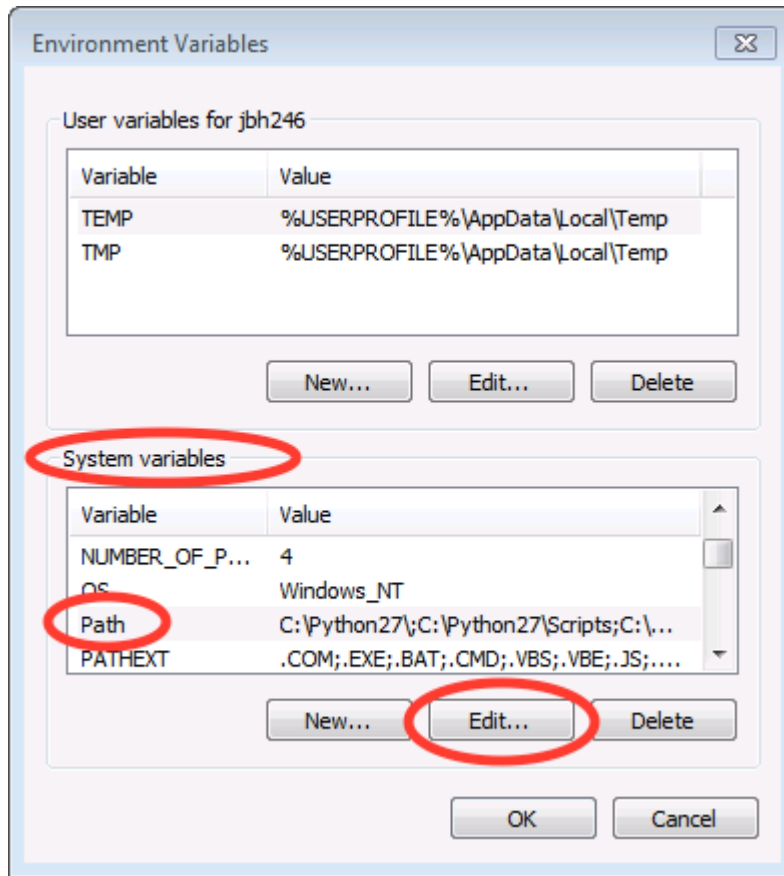 Environment Variables
User variables for jbh246
Variable Value
TEMP %USERPROFILE%\AppData\Local\Temp
TMP %USERPROFILE%\AppData\Local\Temp
New... Edit... Delete
System variables
Variable Value
NUMBER_OF_P... 4
OS Windows_NT
Path C:\Python27\;C:\Python27\Scripts;C:\...
PATHEXT .COM;.EXE;.BAT;.CMD;.VBS;.VBE;.JS;....
New... Edit... Delete
OK Cancel